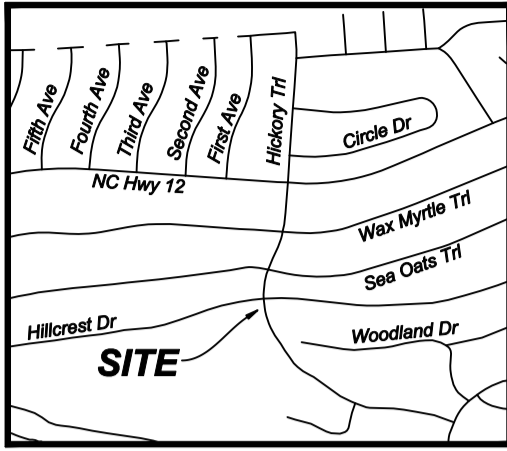 Fifth Ave
Fourth Ave
Third Ave
Second Ave
First Ave
Hickory Trl
Circle Dr
NC Hwy 12
Wax Myrtle Trl
Sea Oats Trl
Hillcrest Dr
Woodland Dr
SITE